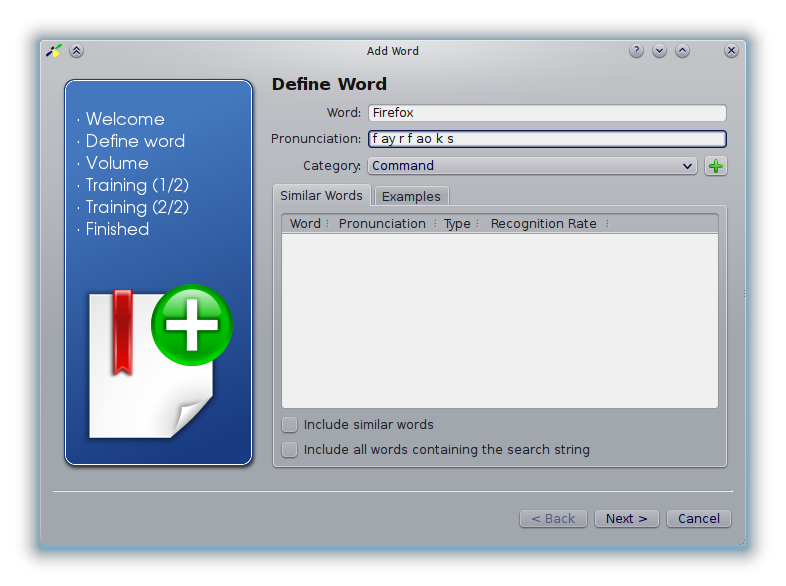 Add Word
? 
· Welcome
· Define word
· Volume
· Training (1/2)
· Training (2/2)
· Finished
Define Word
Word: Firefox
Pronunciation: f ay r f ao k s
Category: Command
Similar Words Examples
Word Pronunciation Type Recognition Rate
Include similar words
Include all words containing the search string
< Back Next > Cancel